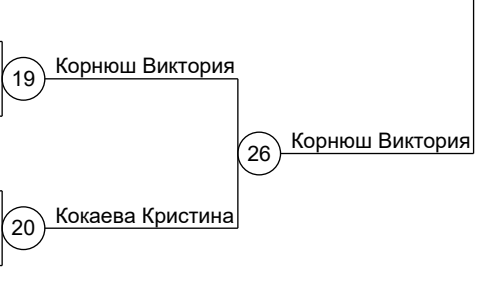 19 Корнюш Виктория
26 Корнюш Виктория
20 Кокаева Кристина